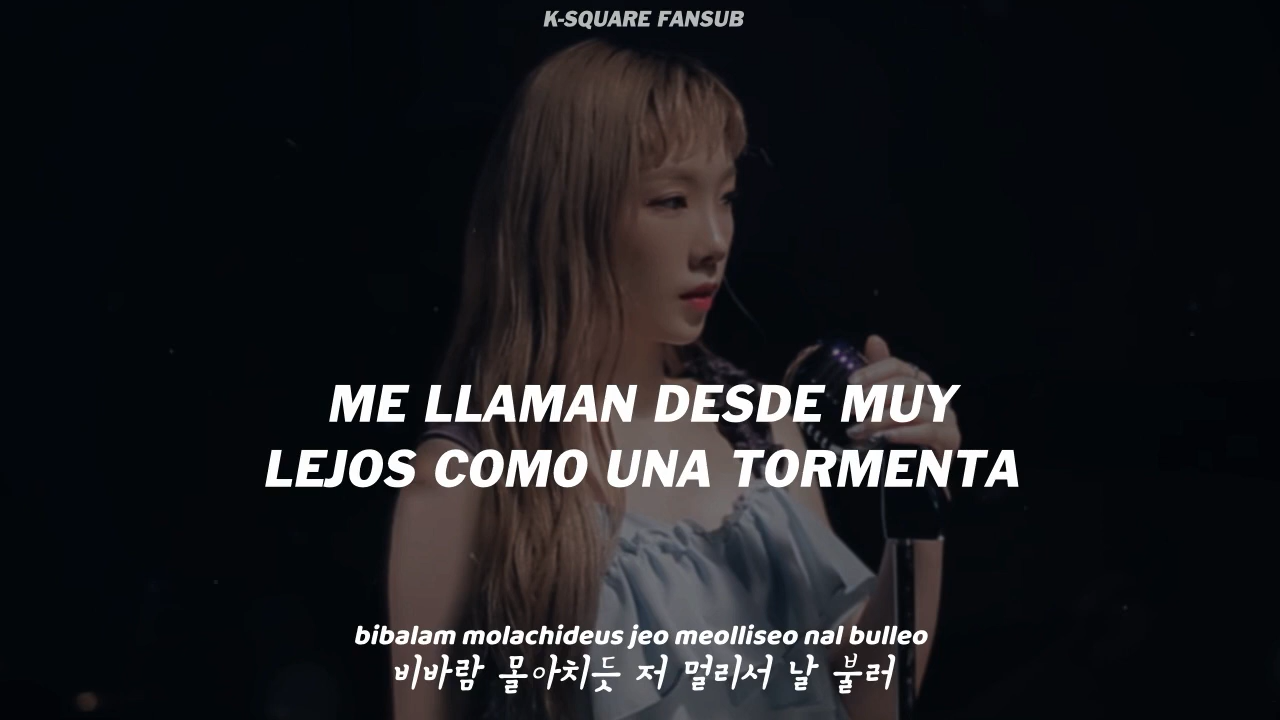 K-SQUARE FANSUB
ME LLAMAN DESDE MUY
LEJOS COMO UNA TORMENTA
bibalam molachideus jeo meolliseo nal bulleo
비바람 몰아치듯 저 멀리서 날 불러